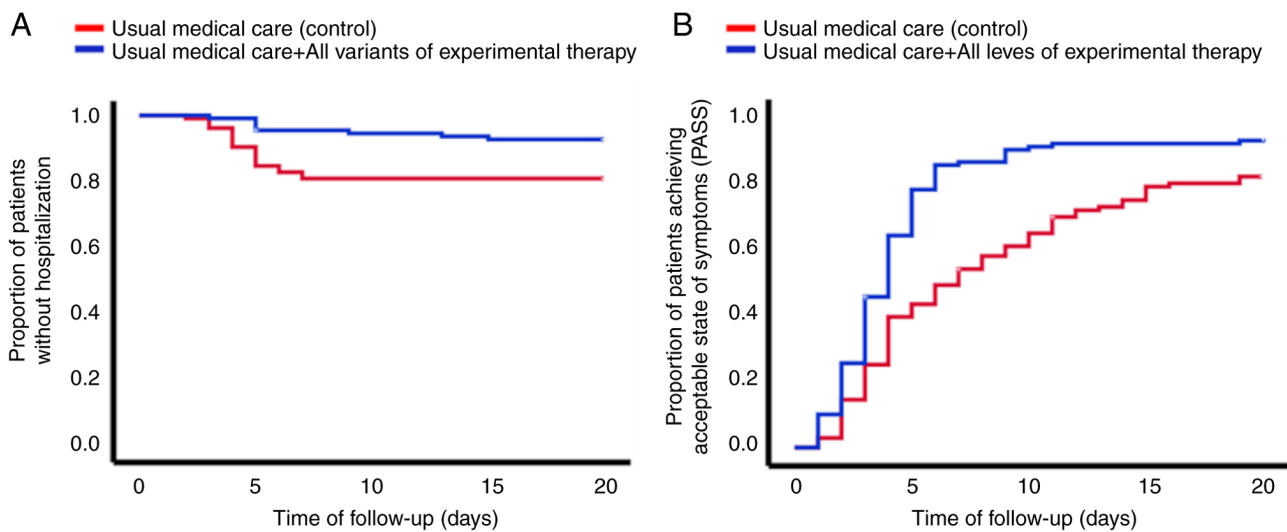 A
Usual medical care (control)
Usual medical care+All variants of experimental therapy
Proportion of patients
without hospitalization
1.0
0.8
0.6
0.4
0.2
0.0
0 5 10 15 20
Time of follow-up (days)
B
Usual medical care (control)
Usual medical care+All leves of experimental therapy
Proportion of patients achieving
acceptable state of symptoms (PASS)
1.0
0.8
0.6
0.4
0.2
0.0
0 5 10 15 20
Time of follow-up (days)